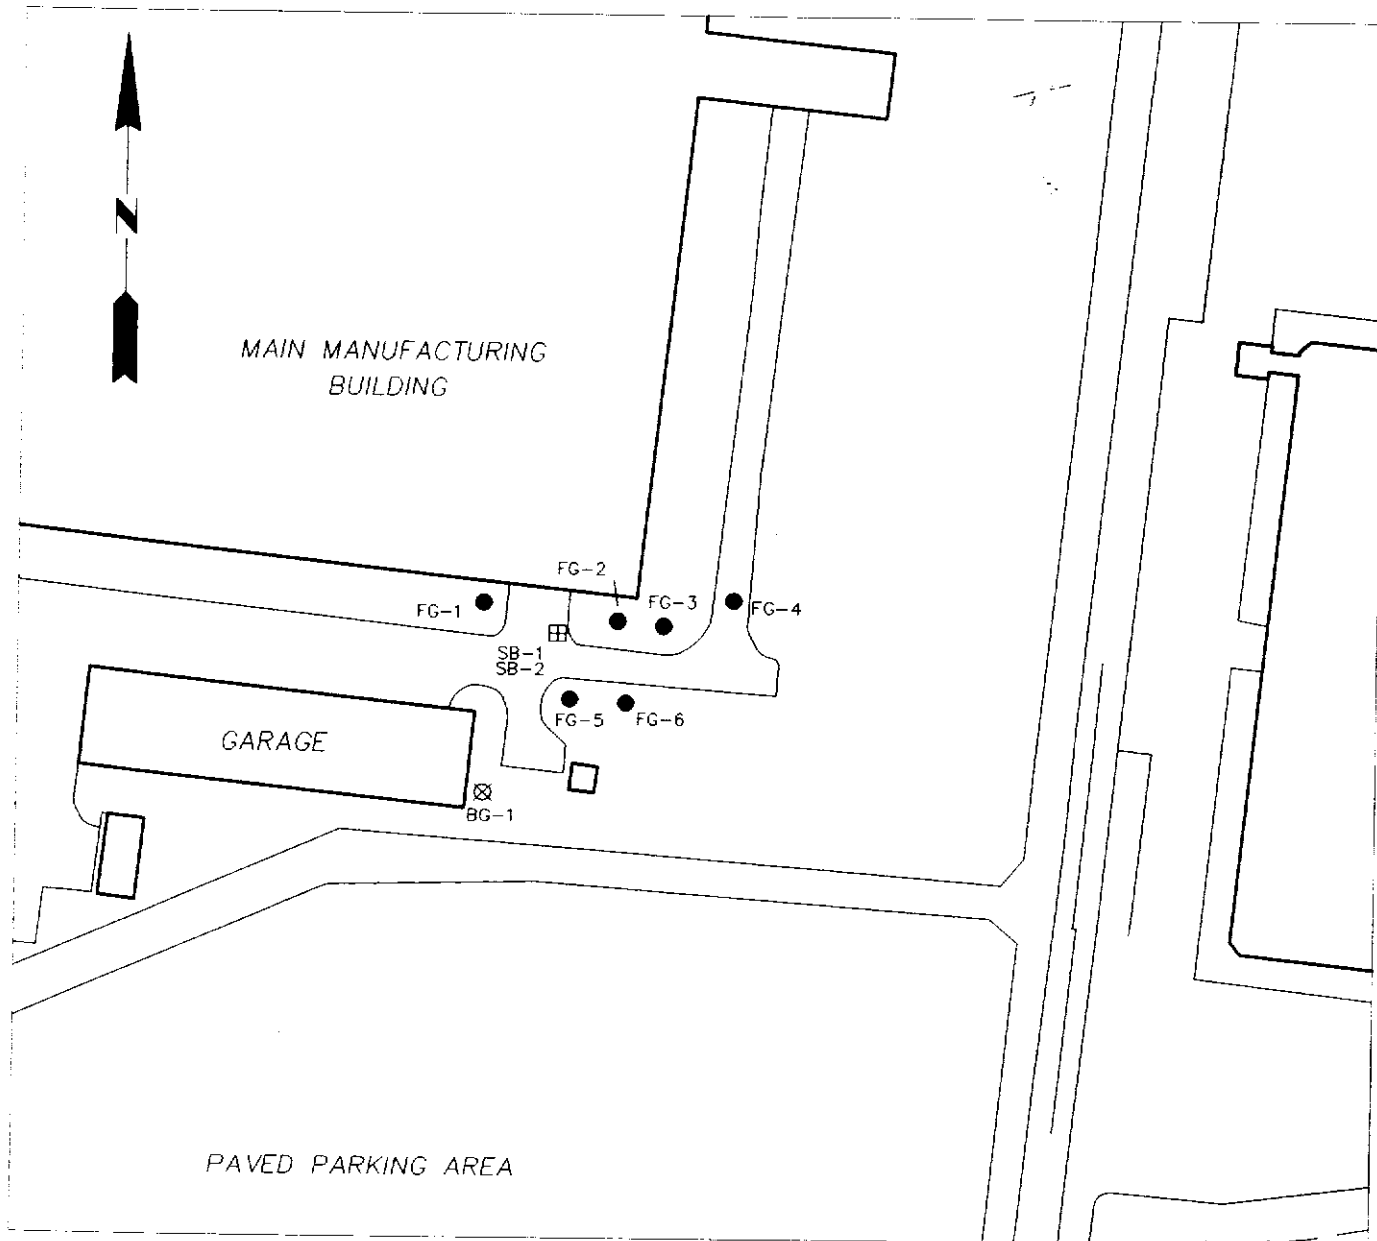 N
MAIN MANUFACTURING
BUILDING
FG-2
FG-1
FG-3
FG-4
SB-1
SB-2
FG-5
FG-6
GARAGE
BG-1
PAVED PARKING AREA